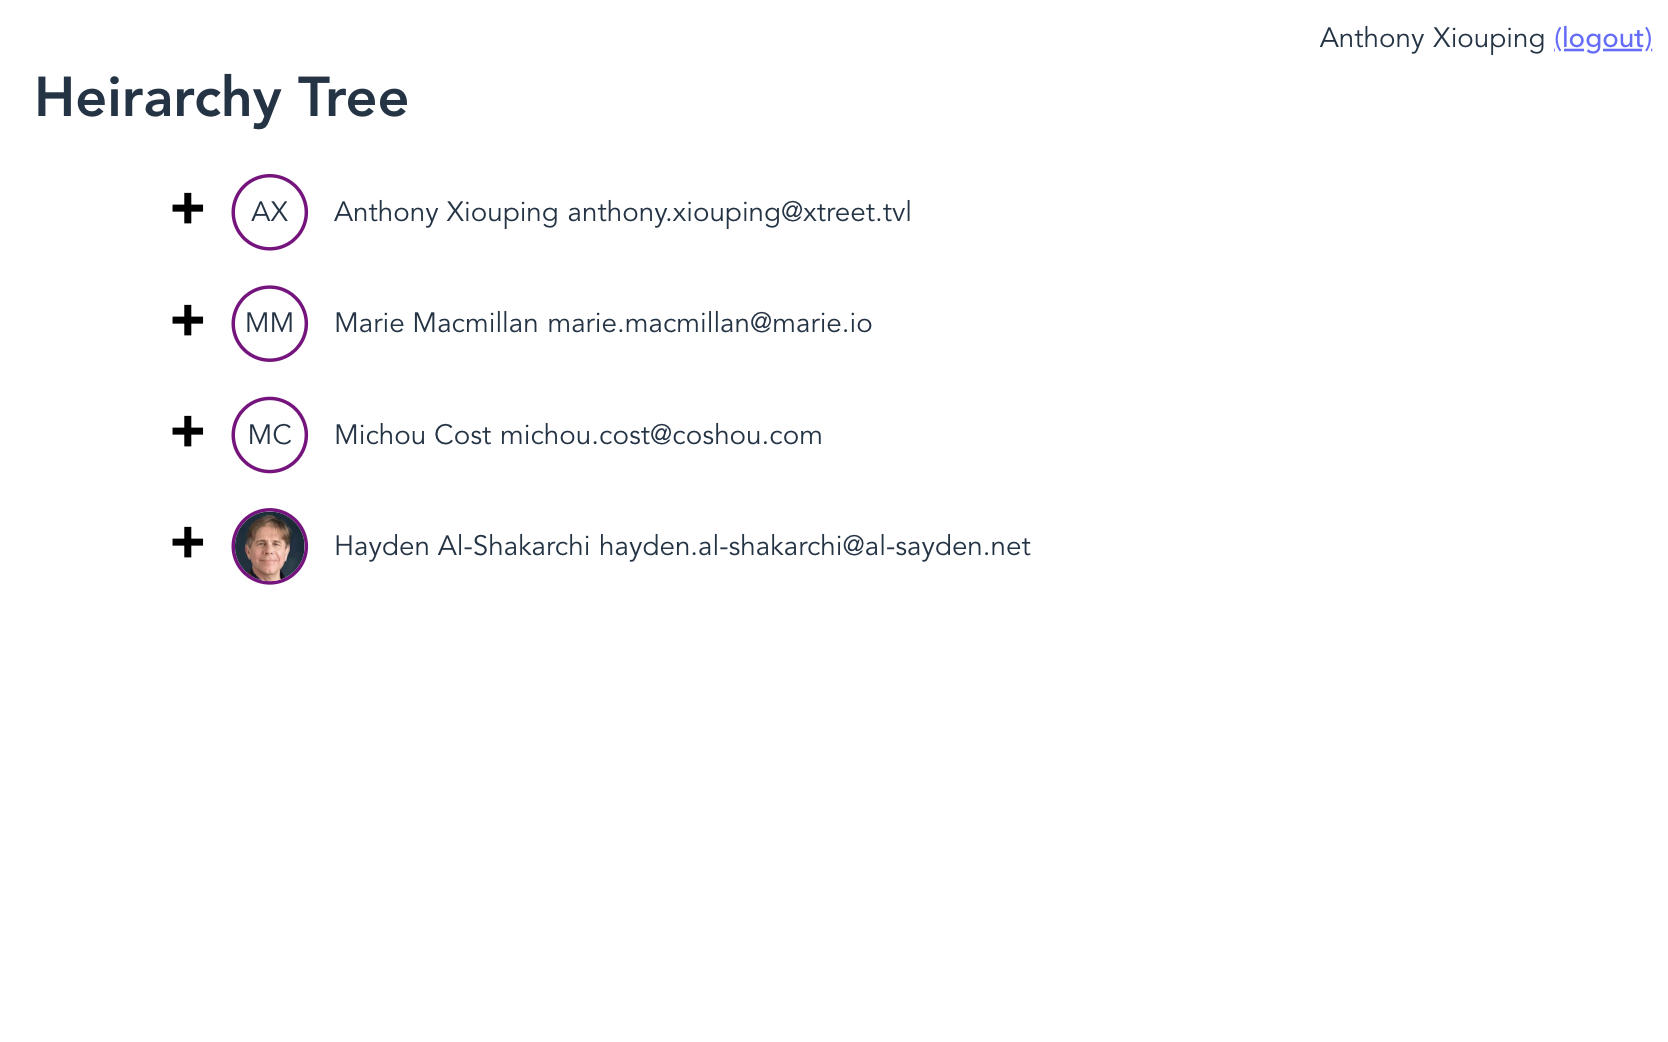 Anthony Xiouping (logout)
Heirarchy Tree
AX Anthony Xiouping anthony.xiouping@xtreet.tvl
MM Marie Macmillan marie.macmillan@marie.io
MC Michou Cost michou.cost@coshou.com
Hayden Al-Shakarchi hayden.al-shakarchi@al-sayden.net